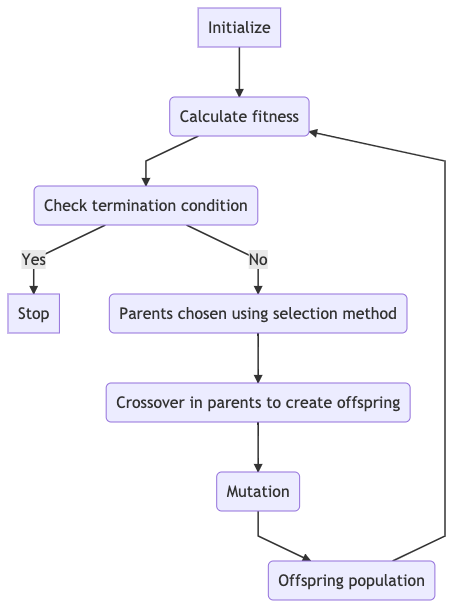 Initialize
Calculate fitness
Check termination condition
Yes
No
Stop
Parents chosen using selection method
Crossover in parents to create offspring
Mutation
Offspring population